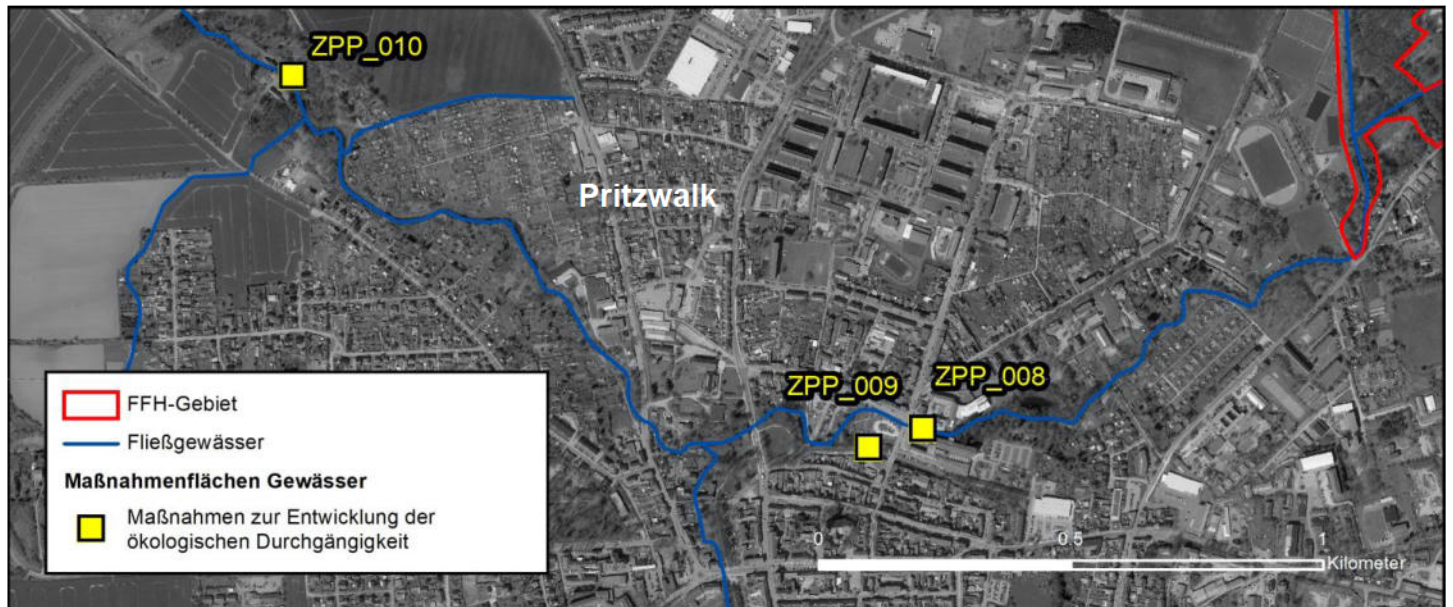 ZPP_010
Pritzwalk
ZPP_009
ZPP_008
FFH-Gebiet
Fließgewässer
Maßnahmenflächen Gewässer
Maßnahmen zur Entwicklung der
ökologischen Durchgängigkeit
0 0.5 1
Kilometer